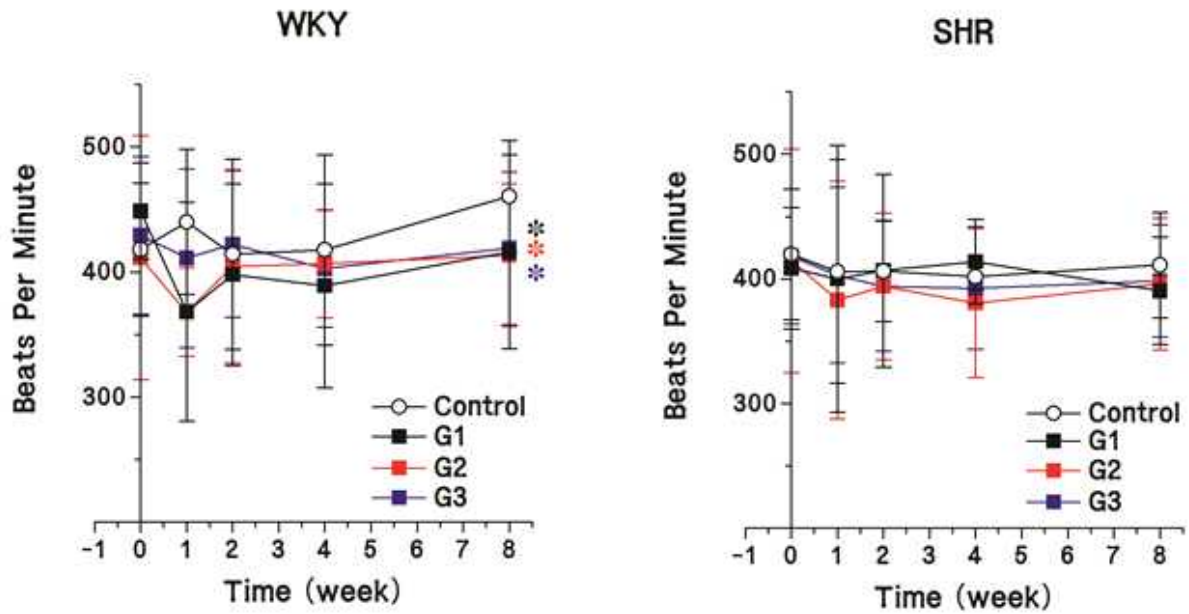 WKY
Beats Per Minute
500
400
300
Control
G1
G2
G3
*
*
*
-1 0 1 2 3 4 5 6 7 8
Time (week)
SHR
Beats Per Minute
500
400
300
Control
G1
G2
G3
-1 0 1 2 3 4 5 6 7 8
Time (week)